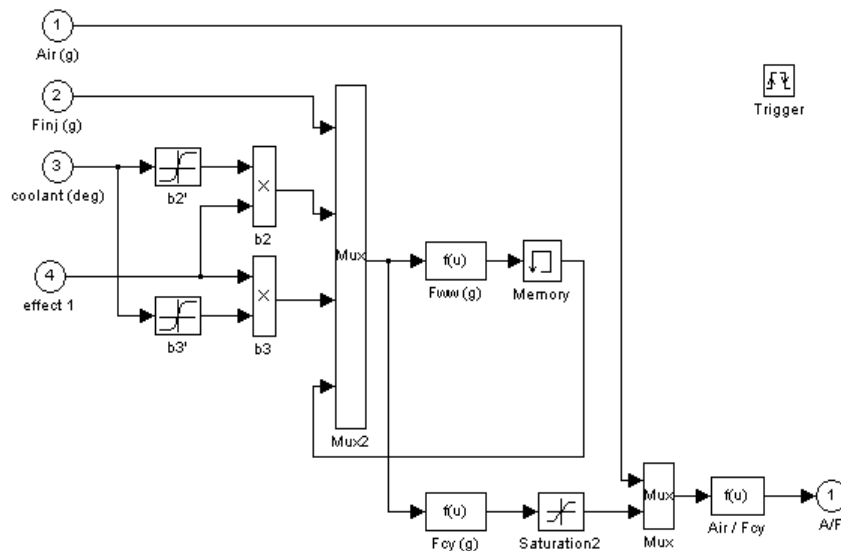 1
Air (g)
2
Finj (g)
Trigger
3
coolant (deg)
b2'
×
b2
4
effect 1
b3'
×
b3
Mux
Mux2
f(u)
Fww (g)
Memory
f(u)
Fcy (g)
Saturation2
Mux
Mux
f(u)
Air / Fcy
1
A/F